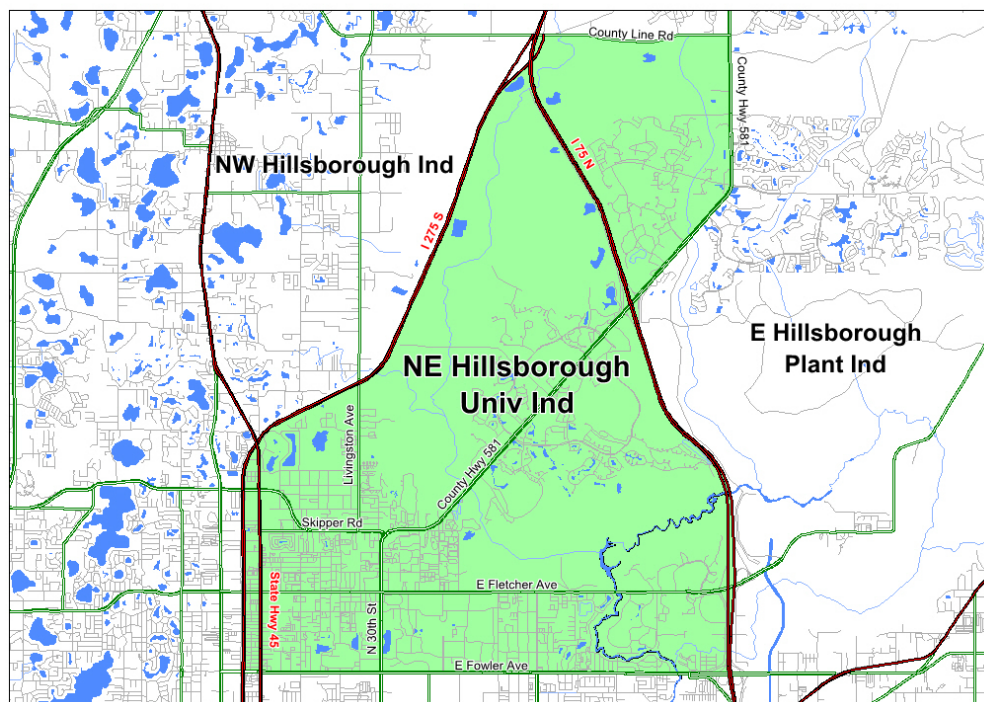 County Line Rd
County Hwy 581
NW Hillsborough Ind
I 75 N
I 275 S
E Hillsborough
Plant Ind
NE Hillsborough
Univ Ind
Livingston Ave
County Hwy 581
Skipper Rd
E Fletcher Ave
State Hwy 45
N 30th St
E Fowler Ave